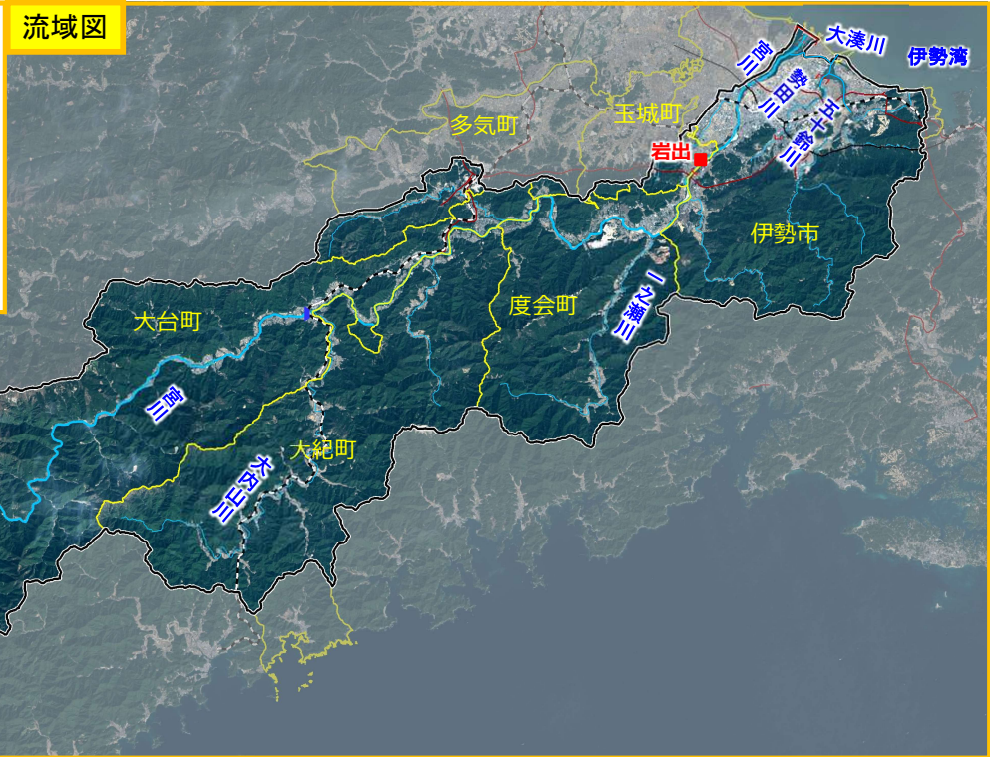 流域図
大湊川
伊勢湾
宮川
勢田川
五十鈴川
玉城町
多気町
岩出
伊勢市
度会町
一之瀬川
大台町
宮川
大紀町
大内山川